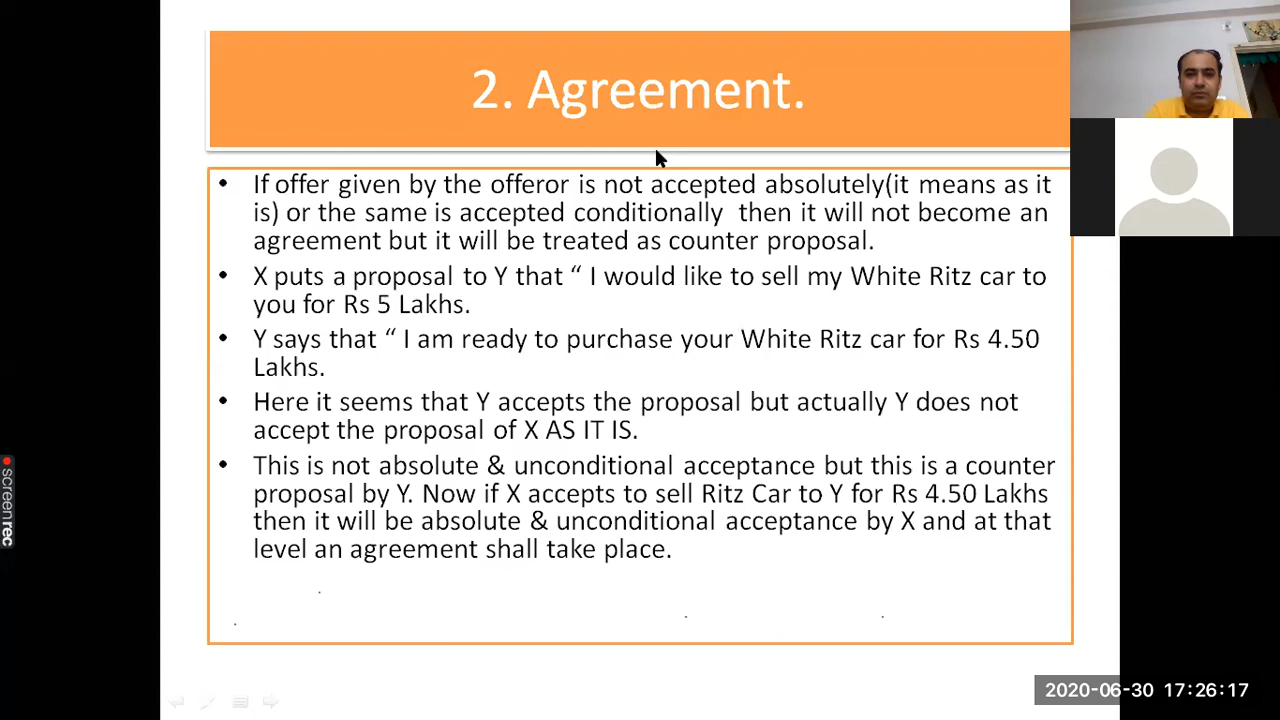 2. Agreement.
• If offer given by the offeror is not accepted absolutely(it means as it
is) or the same is accepted conditionally then it will not become an
agreement but it will be treated as counter proposal.
• X puts a proposal to Y that “ I would like to sell my White Ritz car to
you for Rs 5 Lakhs.
• Y says that “ I am ready to purchase your White Ritz car for Rs 4.50
Lakhs.
• Here it seems that Y accepts the proposal but actually Y does not
accept the proposal of X AS IT IS.
• This is not absolute & unconditional acceptance but this is a counter
proposal by Y. Now if X accepts to sell Ritz Car to Y for Rs 4.50 Lakhs
then it will be absolute & unconditional acceptance by X and at that
level an agreement shall take place.
screenrec
2020-06-30 17:26:17